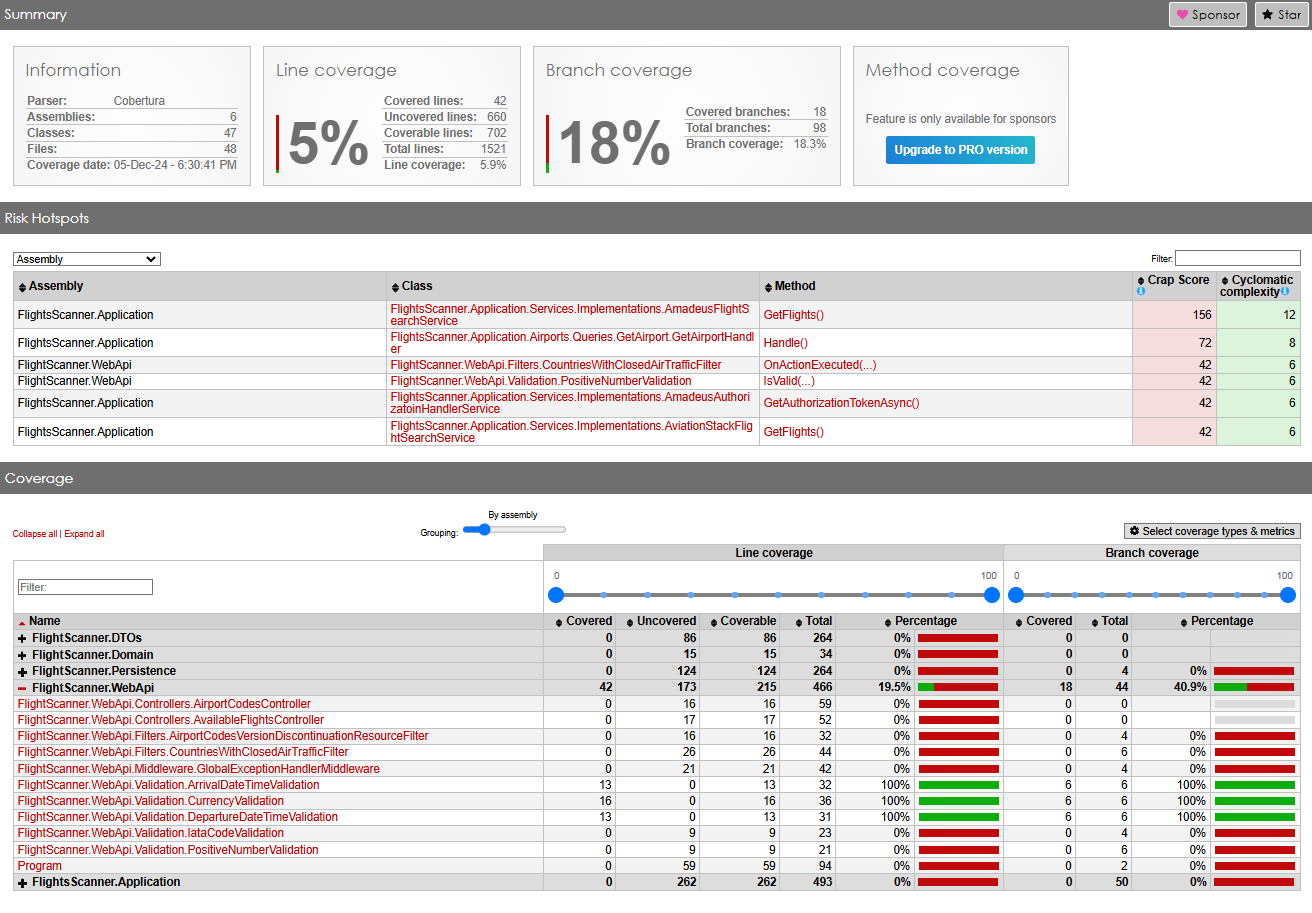 Summary
Sponsor
Star
Information
Parser: Cobertura
Assemblies: 6
Classes: 47
Files: 48
Coverage date: 05-Dec-24 - 6:30:41 PM
Line coverage
5%
Covered lines: 42
Uncovered lines: 660
Coverable lines: 702
Total lines: 1521
Line coverage: 5.9%
Branch coverage
18%
Covered branches: 18
Total branches: 98
Branch coverage: 18.3%
Method coverage
Feature is only available for sponsors
Upgrade to PRO version
Risk Hotspots
Assembly
Filter:
Assembly Class Method Crap Score Cyclomatic complexity
FlightsScanner.Application FlightsScanner.Application.Services.Implementations.AmadeusFlightSearchService GetFlights() 156 12
FlightsScanner.Application FlightsScanner.Application.Airports.Queries.GetAirport.GetAirportHandler Handle() 72 8
FlightScanner.WebApi FlightScanner.WebApi.Filters.CountriesWithClosedAirTrafficFilter OnActionExecuted(...) 42 6
FlightScanner.WebApi FlightScanner.WebApi.Validation.PositiveNumberValidation IsValid(...) 42 6
FlightsScanner.Application FlightsScanner.Application.Services.Implementations.AmadeusAuthorizatoinHandlerService GetAuthorizationTokenAsync() 42 6
FlightsScanner.Application FlightsScanner.Application.Services.Implementations.AviationStackFlightSearchService GetFlights() 42 6
Coverage
Collapse all | Expand all
By assembly
Grouping:
Select coverage types & metrics
Line coverage Branch coverage
Filter:
0 100 0 100
Name Covered Uncovered Coverable Total Percentage Covered Total Percentage
FlightScanner.DTOs 0 86 86 264 0% 0 0
FlightScanner.Domain 0 15 15 34 0% 0 0
FlightScanner.Persistence 0 124 124 264 0% 0 4 0%
FlightScanner.WebApi 42 173 215 466 19.5% 18 44 40.9%
FlightScanner.WebApi.Controllers.AirportCodesController 0 16 16 59 0% 0 0
FlightScanner.WebApi.Controllers.AvailableFlightsController 0 17 17 52 0% 0 0
FlightScanner.WebApi.Filters.AirportCodesVersionDiscontinuationResourceFilter 0 16 16 32 0% 0 4 0%
FlightScanner.WebApi.Filters.CountriesWithClosedAirTrafficFilter 0 26 26 44 0% 0 6 0%
FlightScanner.WebApi.Middleware.GlobalExceptionHandlerMiddleware 0 21 21 42 0% 0 4 0%
FlightScanner.WebApi.Validation.ArrivalDateTimeValidation 13 0 13 32 100% 6 6 100%
FlightScanner.WebApi.Validation.CurrencyValidation 16 0 16 36 100% 6 6 100%
FlightScanner.WebApi.Validation.DepartureDateTimeValidation 13 0 13 31 100% 6 6 100%
FlightScanner.WebApi.Validation.IataCodeValidation 0 9 9 23 0% 0 4 0%
FlightScanner.WebApi.Validation.PositiveNumberValidation 0 9 9 21 0% 0 6 0%
Program 0 59 59 94 0% 0 2 0%
FlightsScanner.Application 0 262 262 493 0% 0 50 0%